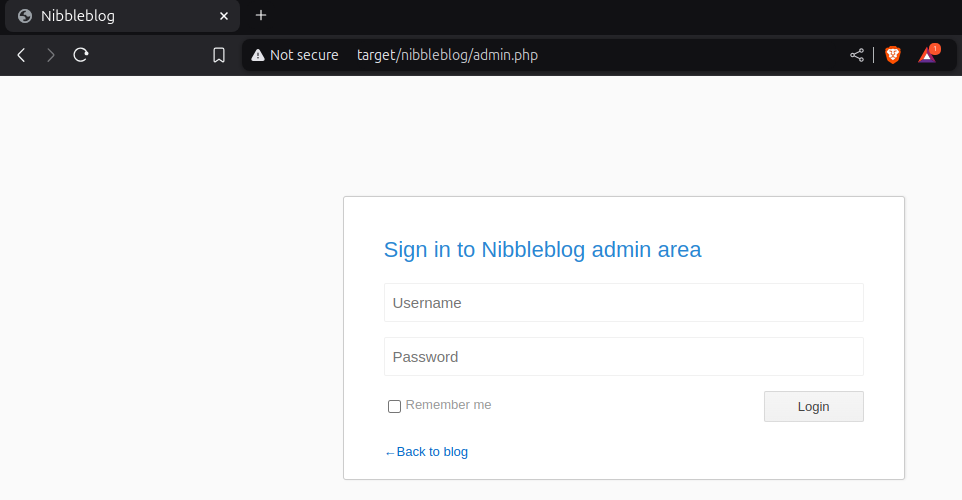 Nibbleblog
Not secure target/nibbleblog/admin.php
1
Sign in to Nibbleblog admin area
Username
Password
Remember me
Login
←Back to blog